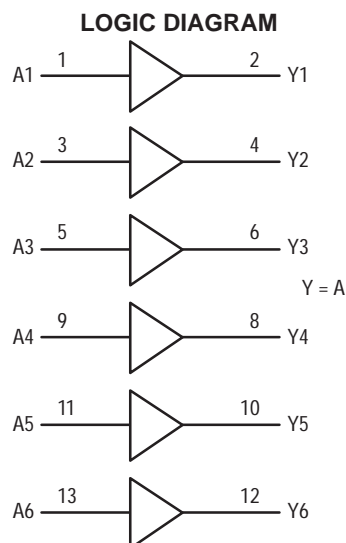 LOGIC DIAGRAM
A1 1 2 Y1
A2 3 4 Y2
A3 5 6 Y3
Y = A
A4 9 8 Y4
A5 11 10 Y5
A6 13 12 Y6